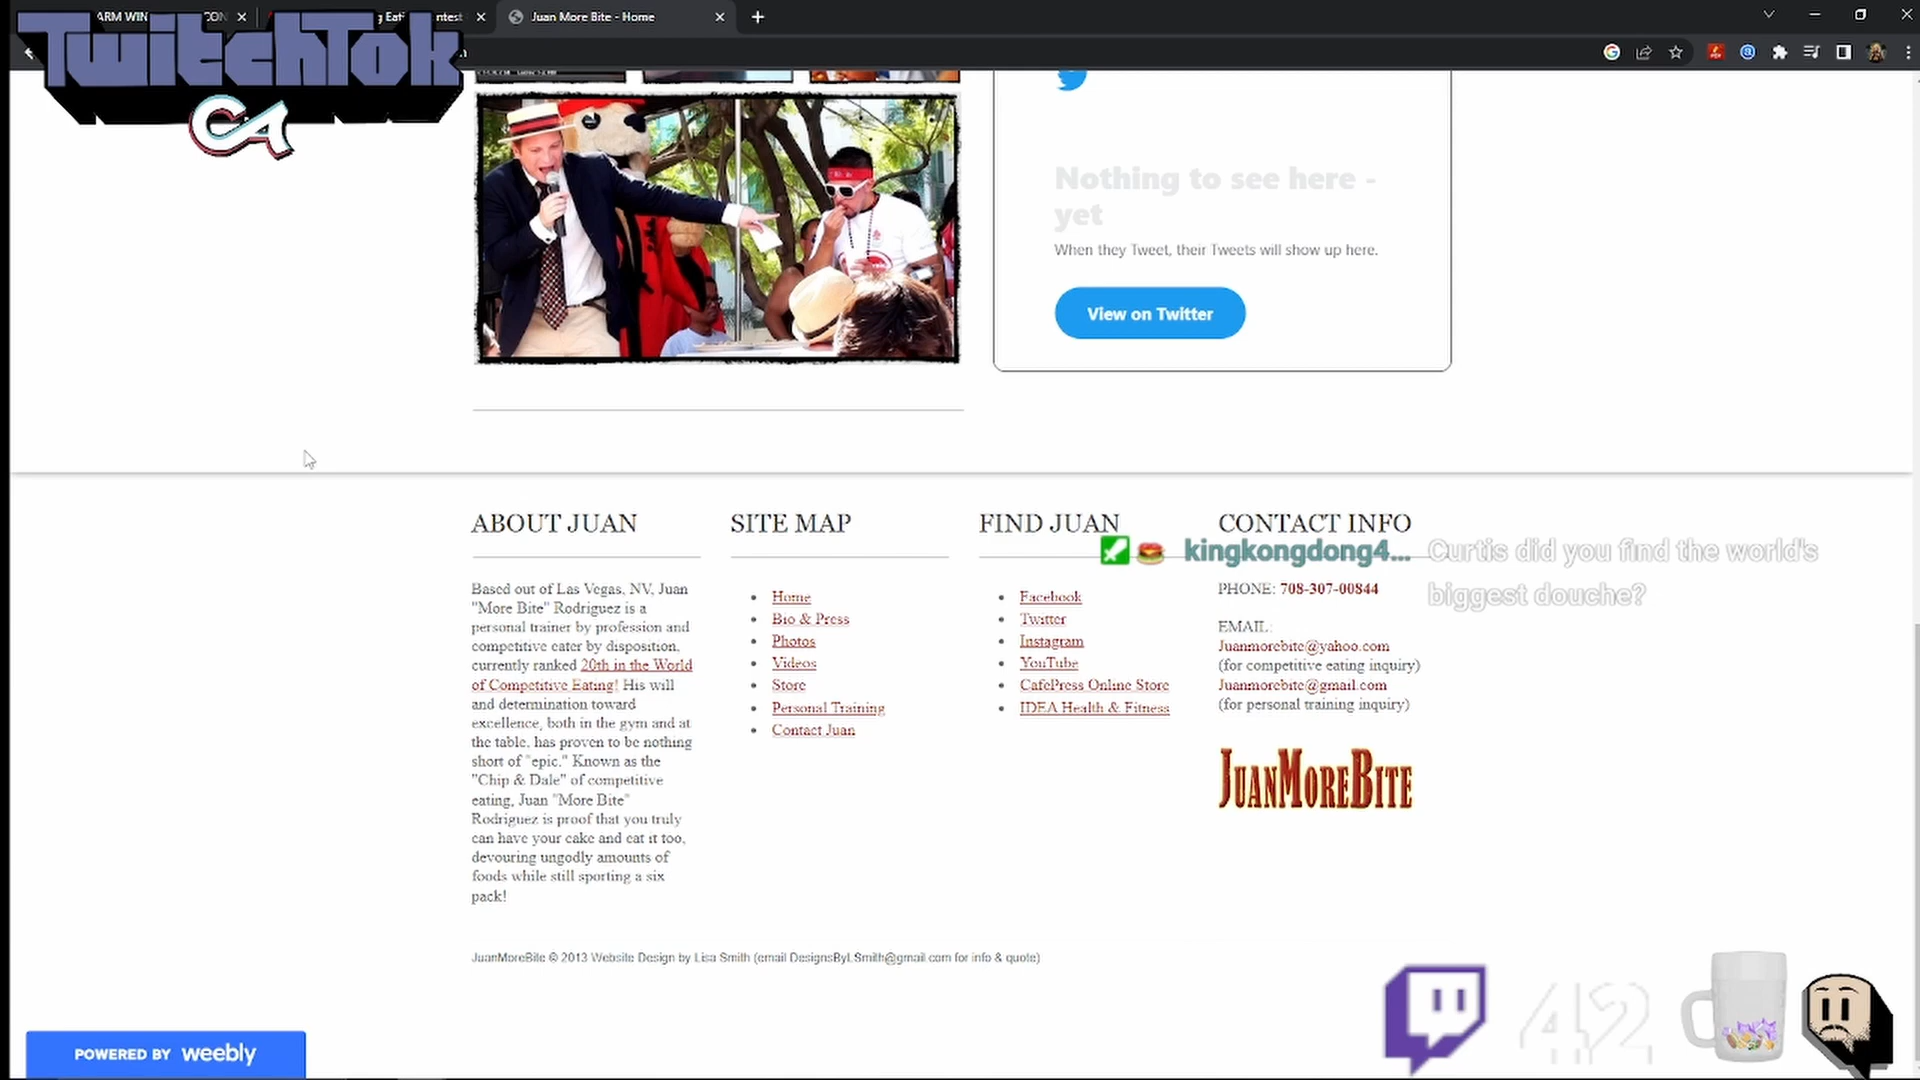 ARM WIN
CON
g Eati
ntest
Juan More Bite - Home
TwitchTok
CA
Nothing to see here -
yet
When they Tweet, their Tweets will show up here.
View on Twitter
ABOUT JUAN
Based out of Las Vegas, NV, Juan
"More Bite" Rodriguez is a
personal trainer by profession and
competitive eater by disposition,
currently ranked 20th in the World
of Competitive Eating! His will
and determination toward
excellence, both in the gym and at
the table, has proven to be nothing
short of "epic." Known as the
"Chip & Dale" of competitive
eating, Juan "More Bite"
Rodriguez is proof that you truly
can have your cake and eat it too,
devouring ungodly amounts of
foods while still sporting a six
pack!
SITE MAP
Home
Bio & Press
Photos
Videos
Store
Personal Training
Contact Juan
FIND JUAN
Facebook
Twitter
Instagram
YouTube
CafePress Online Store
IDEA Health & Fitness
CONTACT INFO
PHONE: 708-307-00844
EMAIL:
Juanmorebite@yahoo.com
(for competitive eating inquiry)
Juanmorebite@gmail.com
(for personal training inquiry)
JUANMOREBITE
kingkongdong4... Curtis did you find the world's
biggest douche?
JuanMoreBite © 2013 Website Design by Lisa Smith (email DesignsByLSmith@gmail.com for info & quote)
42
POWERED BY weebly